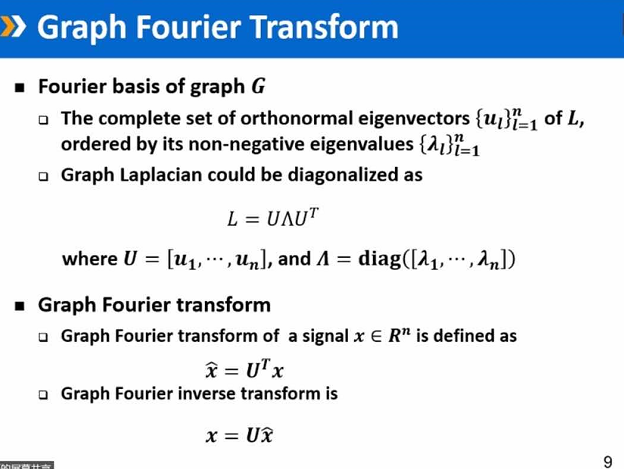 Graph Fourier Transform
Fourier basis of graph G
The complete set of orthonormal eigenvectors {u_l}_{l=1}^n of L,
ordered by its non-negative eigenvalues {λ_l}_{l=1}^n
Graph Laplacian could be diagonalized as
L = UΛU^T
where U = [u_1, ⋯, u_n], and Λ = diag([λ_1, ⋯, λ_n])
Graph Fourier transform
Graph Fourier transform of a signal x ∈ R^n is defined as
x̂ = U^T x
Graph Fourier inverse transform is
x = Ux̂
9